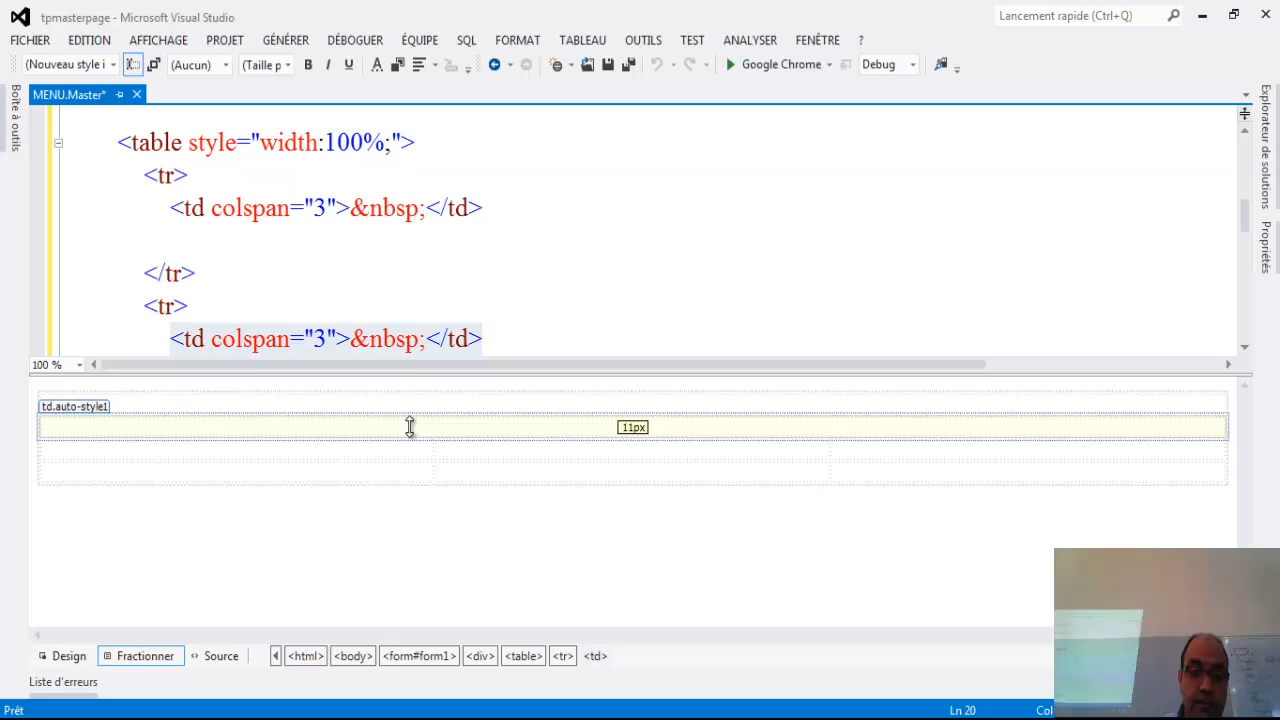 tpmasterpage - Microsoft Visual Studio
Lancement rapide (Ctrl+Q)
FICHIER EDITION AFFICHAGE PROJET GÉNÉRER DÉBOGUER ÉQUIPE SQL FORMAT TABLEAU OUTILS TEST ANALYSER FENÊTRE ?
(Nouveau style i (Aucun) (Taille p B I U A Google Chrome Debug
MENU.Master*
Boîte à outils
Explorateur de solutions
Propriétés
<table style="width:100%;">
<tr>
<td colspan="3">&nbsp;</td>
</tr>
<tr>
<td colspan="3">&nbsp;</td>
100 %
td.auto-style1
11px
Design Fractionner Source <html> <body> <form#form1> <div> <table> <tr> <td>
Liste d'erreurs
Prêt Ln 20 Col